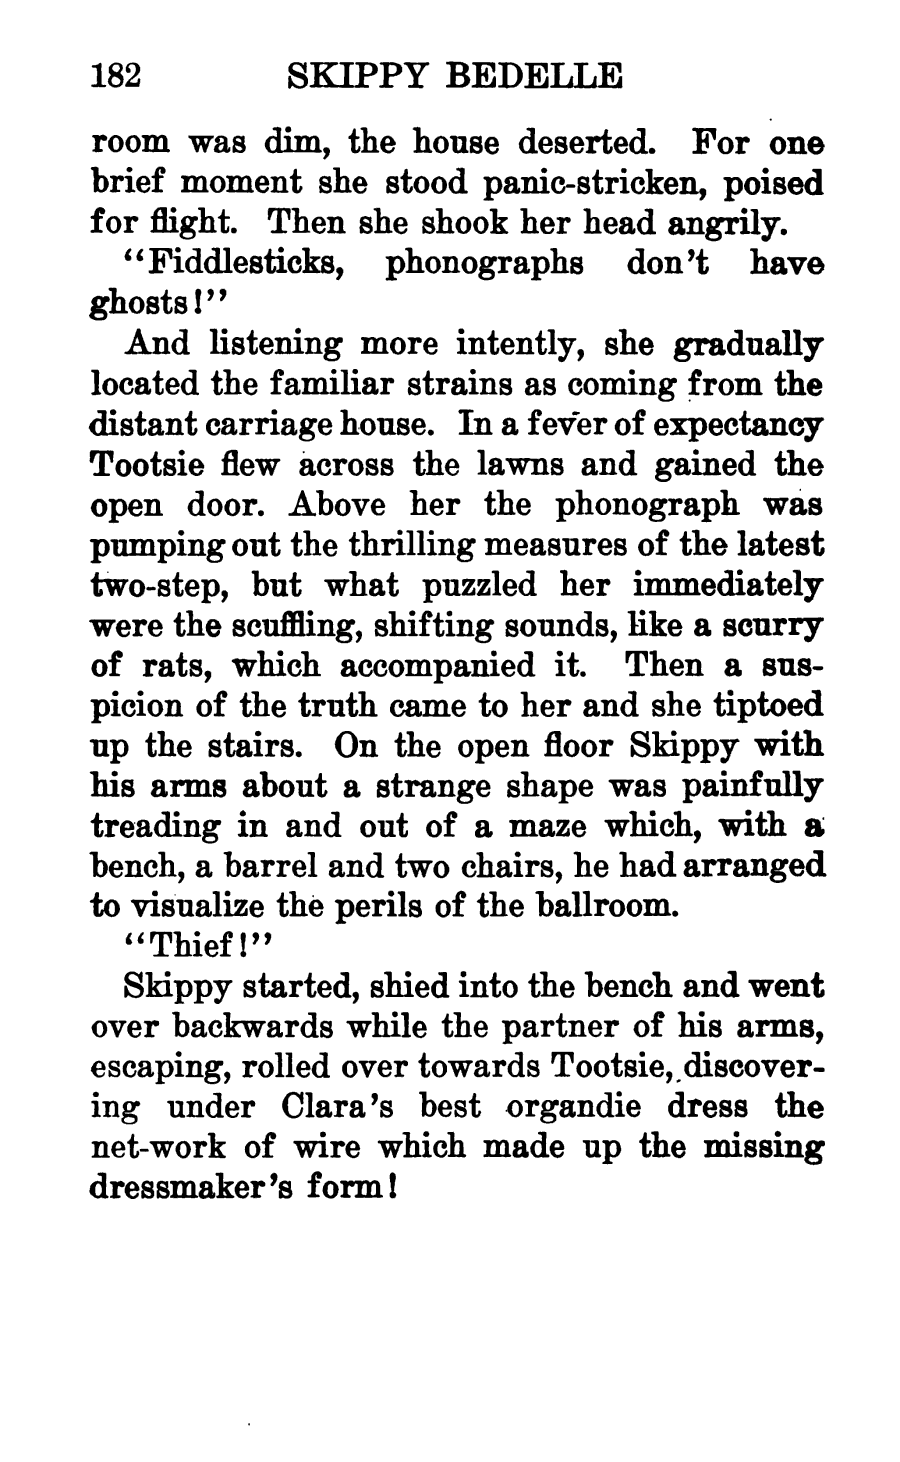 182 SKIPPY BEDELLE
room was dim, the house deserted. For one
brief moment she stood panic-stricken, poised
for flight. Then she shook her head angrily.
“Fiddlesticks, phonographs don’t have
ghosts!”
And listening more intently, she gradually
located the familiar strains as coming from the
distant carriage house. In a fever of expectancy
Tootsie flew across the lawns and gained the
open door. Above her the phonograph was
pumping out the thrilling measures of the latest
two-step, but what puzzled her immediately
were the scuffling, shifting sounds, like a scurry
of rats, which accompanied it. Then a sus-
picion of the truth came to her and she tiptoed
up the stairs. On the open floor Skippy with
his arms about a strange shape was painfully
treading in and out of a maze which, with a
bench, a barrel and two chairs, he had arranged
to visualize the perils of the ballroom.
“Thief!”
Skippy started, shied into the bench and went
over backwards while the partner of his arms,
escaping, rolled over towards Tootsie, discover-
ing under Clara’s best organdie dress the
net-work of wire which made up the missing
dressmaker’s form!